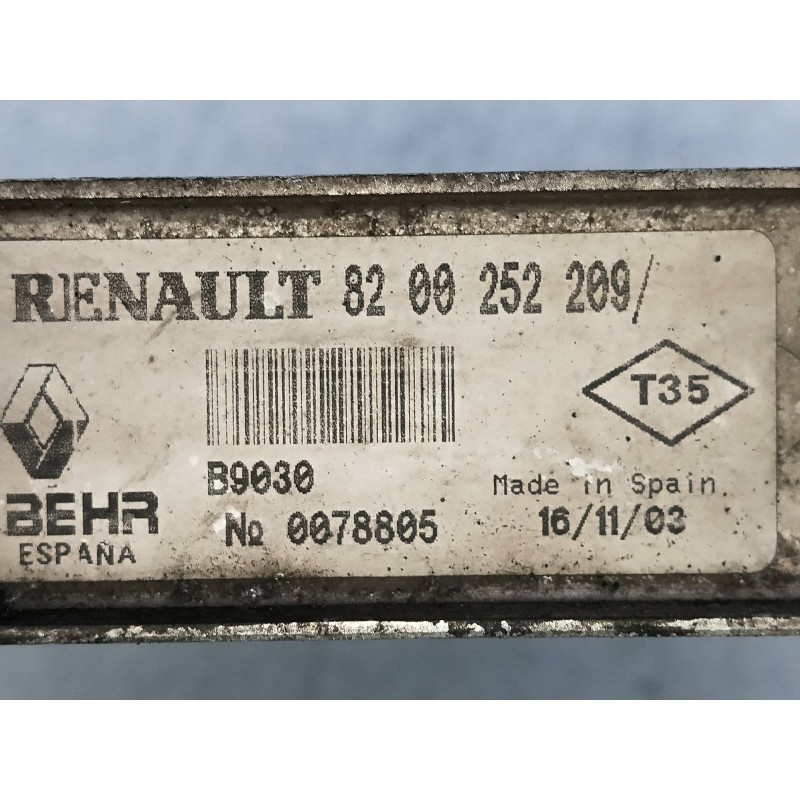 RENAULT 82 00 252 209/
T35
B9030
Made in Spain
BEHR
Nº 0078805
16/11/03
ESPAÑA